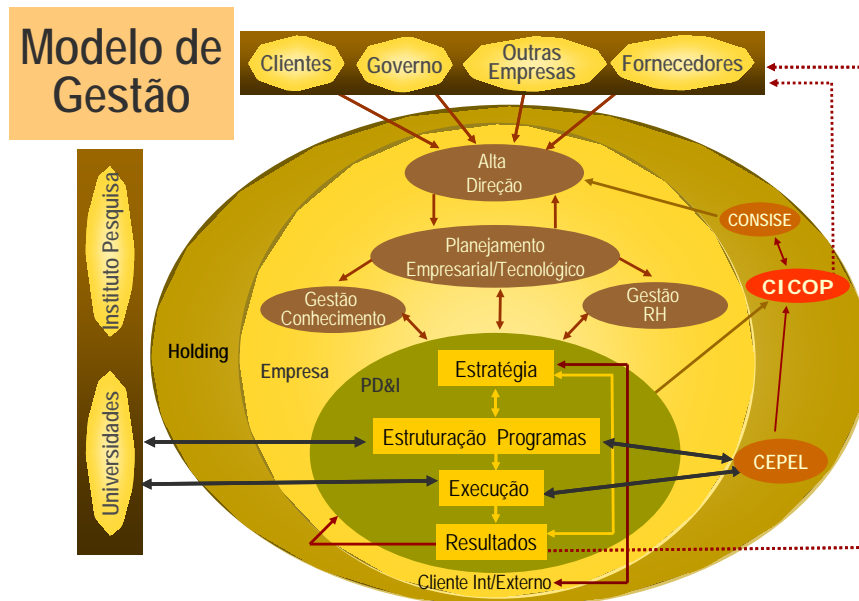 Modelo de
Gestão
Clientes
Governo
Outras
Empresas
Fornecedores
Instituto Pesquisa
Universidades
Alta
Direção
Planejamento
Empresarial/Tecnológico
Gestão
Conhecimento
Gestão
RH
CONSISE
CICOP
CEPEL
Holding
Empresa
PD&I
Estratégia
Estruturação Programas
Execução
Resultados
Cliente Int/Externo